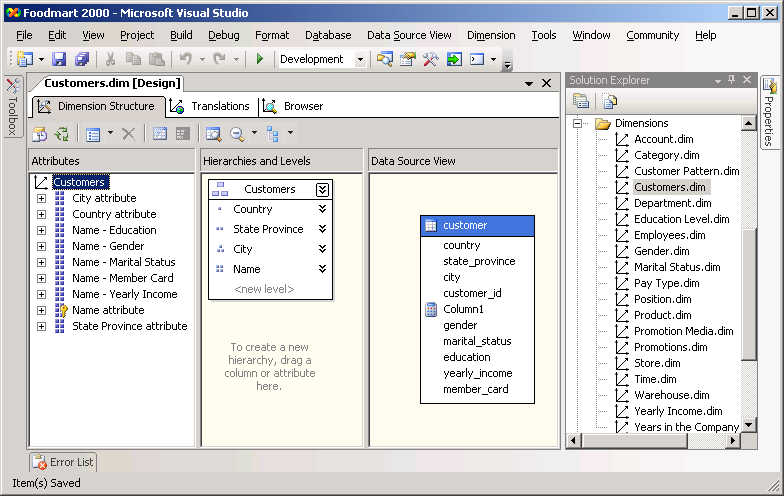 Foodmart 2000 - Microsoft Visual Studio
File Edit View Project Build Debug Format Database Data Source View Dimension Tools Window Community Help
Development
Toolbox
Customers.dim [Design]
Dimension Structure Translations Browser
Attributes
Customers
City attribute
Country attribute
Name - Education
Name - Gender
Name - Marital Status
Name - Member Card
Name - Yearly Income
Name attribute
State Province attribute
Hierarchies and Levels
Customers
Country
State Province
City
Name
<new level>
To create a new
hierarchy, drag a
column or attribute
here.
Data Source View
customer
country
state_province
city
customer_id
Column1
gender
marital_status
education
yearly_income
member_card
Solution Explorer
Dimensions
Account.dim
Category.dim
Customer Pattern.dim
Customers.dim
Department.dim
Education Level.dim
Employees.dim
Gender.dim
Marital Status.dim
Pay Type.dim
Position.dim
Product.dim
Promotion Media.dim
Promotions.dim
Store.dim
Time.dim
Warehouse.dim
Yearly Income.dim
Years in the Company
Properties
Error List
Item(s) Saved